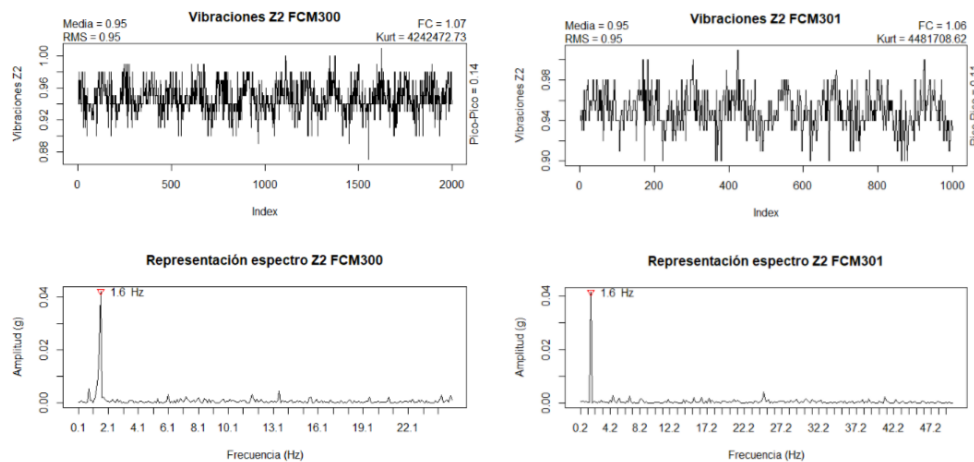 Vibraciones Z2 FCM300
Media = 0.95
RMS = 0.95
FC = 1.07
Kurt = 4242472.73
Vibraciones Z2
1.00
0.96
0.92
0.88
Pico-Pico = 0.14
0 500 1000 1500 2000
Index
Vibraciones Z2 FCM301
Media = 0.95
RMS = 0.95
FC = 1.06
Kurt = 4481708.62
Vibraciones Z2
0.98
0.94
0.90
0 200 400 600 800 1000
Index
Representación espectro Z2 FCM300
1.6 Hz
Amplitud (g)
0.04
0.02
0.00
0.1 2.1 4.1 6.1 8.1 10.1 13.1 16.1 19.1 22.1
Frecuencia (Hz)
Representación espectro Z2 FCM301
1.6 Hz
Amplitud (g)
0.04
0.02
0.00
0.2 4.2 8.2 12.2 17.2 22.2 27.2 32.2 37.2 42.2 47.2
Frecuencia (Hz)